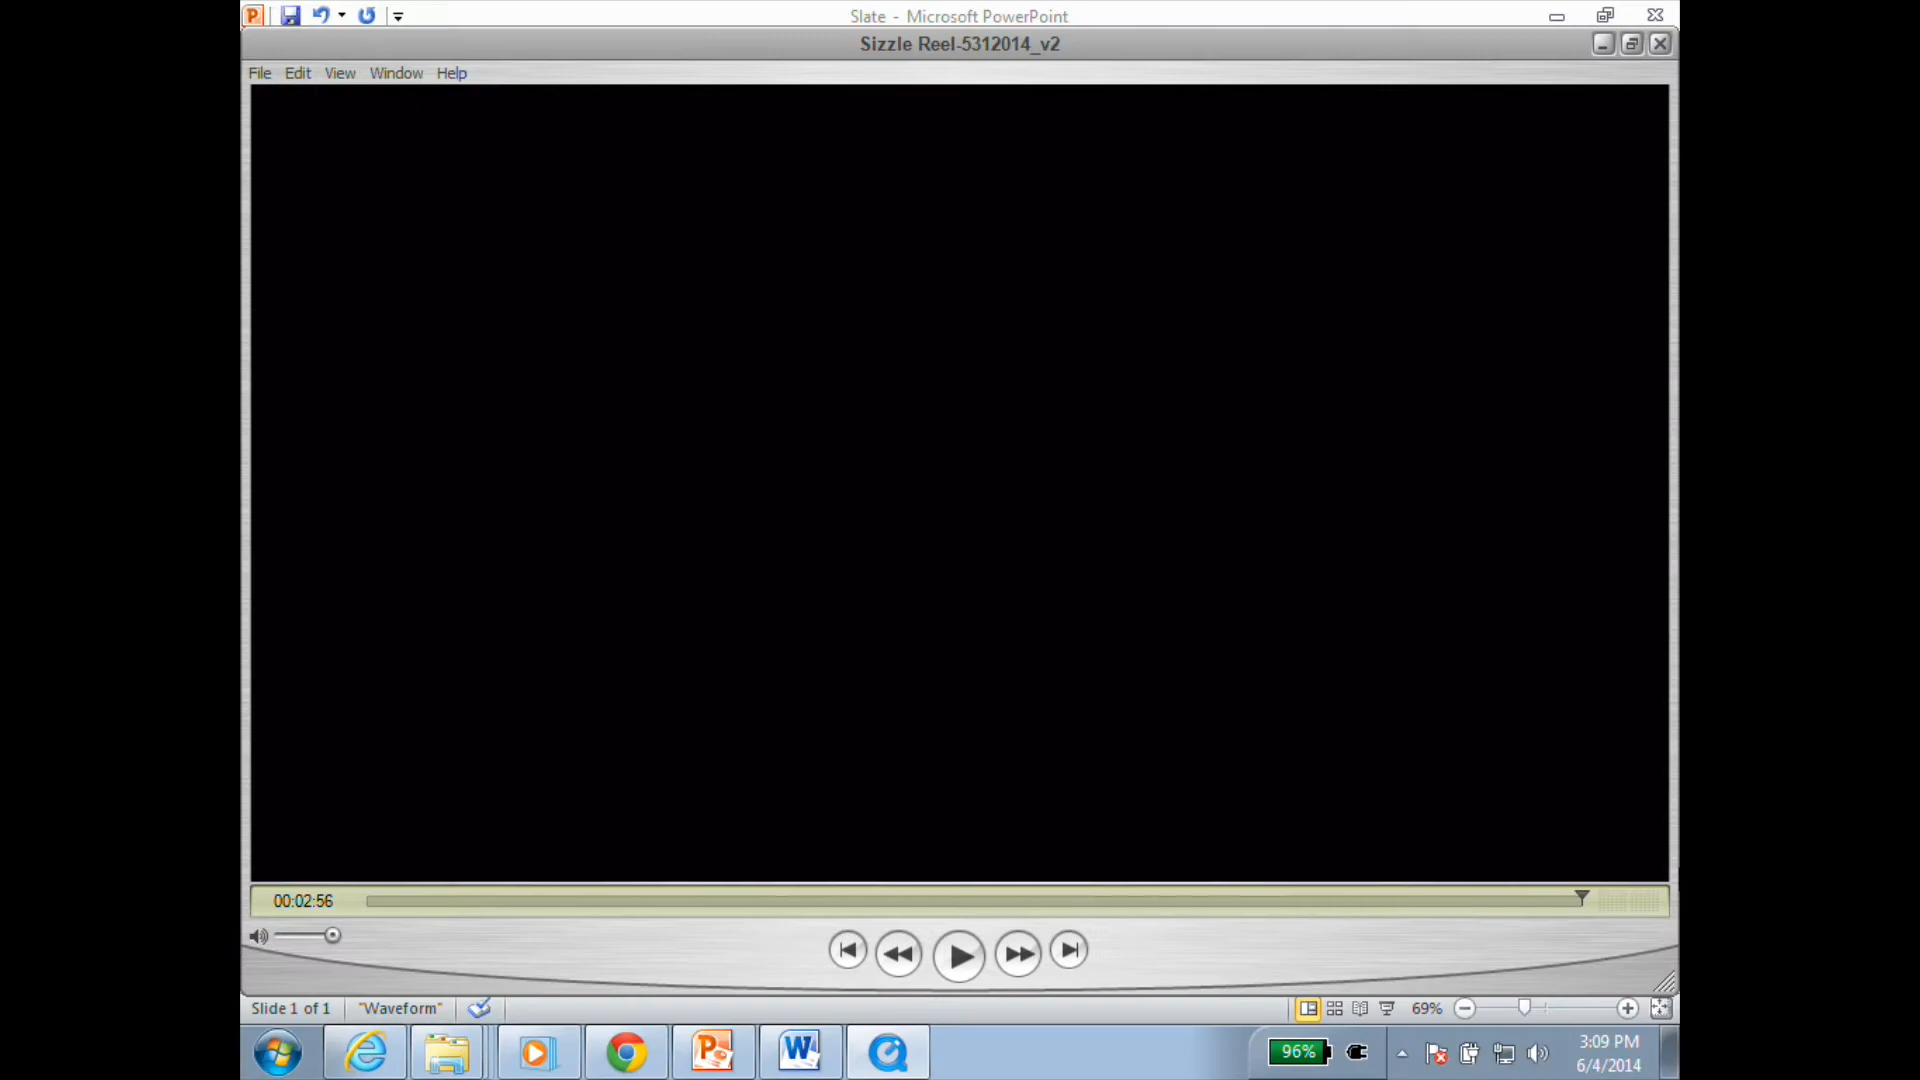 Slate - Microsoft PowerPoint
Sizzle Reel-5312014_v2
File Edit View Window Help
00:02:56
Slide 1 of 1 "Waveform" 69%
96% 3:09 PM
6/4/2014